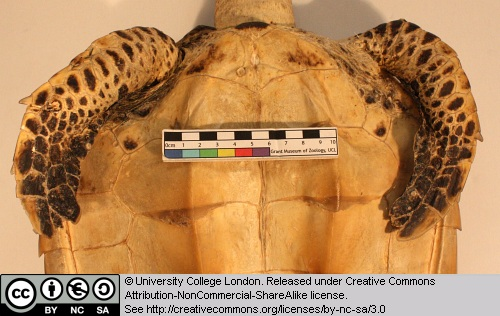 0cm 1 2 3 4 5 6 7 8 9 10
Grant Museum of Zoology, UCL
© University College London. Released under Creative Commons
Attribution-NonCommercial-ShareAlike license.
See http://creativecommons.org/licenses/by-nc-sa/3.0
cc
BY NC SA